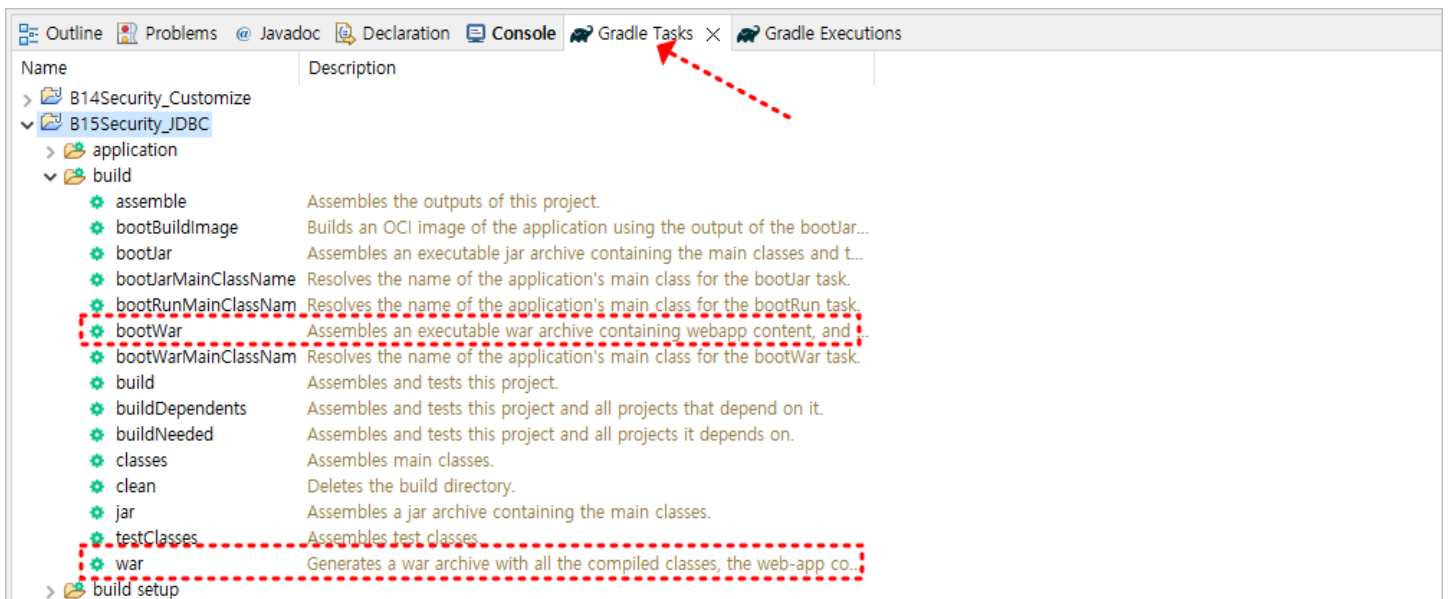 Outline Problems @ Javadoc Declaration Console Gradle Tasks Gradle Executions
Name Description
B14Security_Customize
B15Security_JDBC
application
build
assemble Assembles the outputs of this project.
bootBuildImage Builds an OCI image of the application using the output of the bootJar...
bootJar Assembles an executable jar archive containing the main classes and t...
bootJarMainClassName Resolves the name of the application's main class for the bootJar task.
bootRunMainClassNam Resolves the name of the application's main class for the bootRun task.
bootWar Assembles an executable war archive containing webapp content, and ...
bootWarMainClassNam Resolves the name of the application's main class for the bootWar task.
build Assembles and tests this project.
buildDependents Assembles and tests this project and all projects that depend on it.
buildNeeded Assembles and tests this project and all projects it depends on.
classes Assembles main classes.
clean Deletes the build directory.
jar Assembles a jar archive containing the main classes.
testClasses Assembles test classes.
war Generates a war archive with all the compiled classes, the web-app co...
build setup